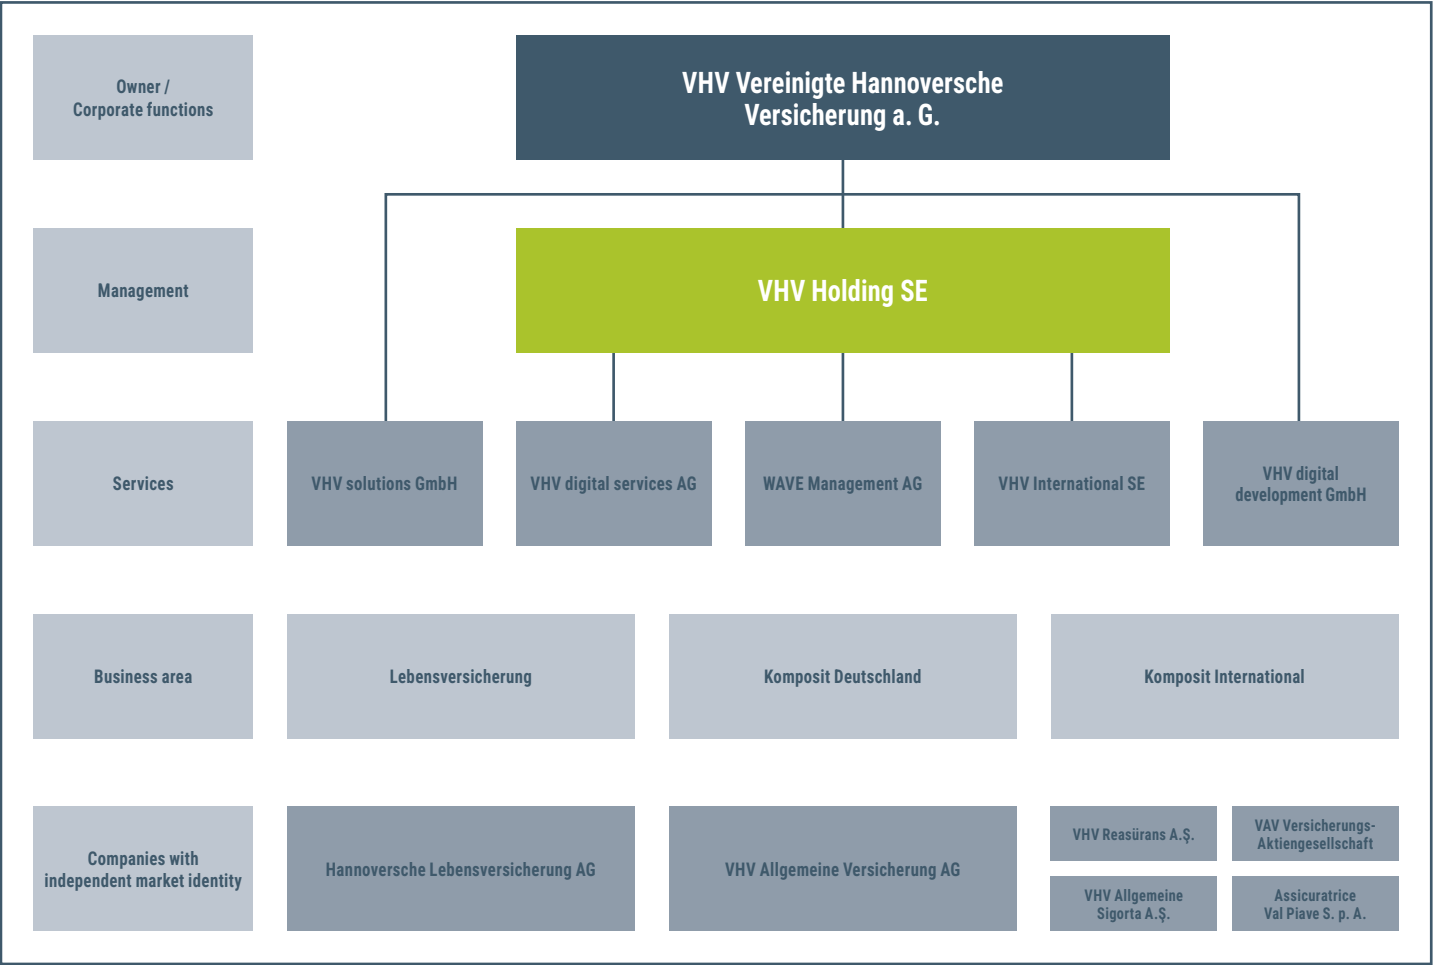 Owner /
Corporate functions
VHV Vereinigte Hannoversche
Versicherung a. G.
Management
VHV Holding SE
Services
VHV solutions GmbH
VHV digital services AG
WAVE Management AG
VHV International SE
VHV digital
development GmbH
Business area
Lebensversicherung
Komposit Deutschland
Komposit International
Companies with
independent market identity
Hannoversche Lebensversicherung AG
VHV Allgemeine Versicherung AG
VHV Reasürans A.Ş.
VAV Versicherungs-
Aktiengesellschaft
VHV Allgemeine
Sigorta A.Ş.
Assicuratrice
Val Piave S. p. A.